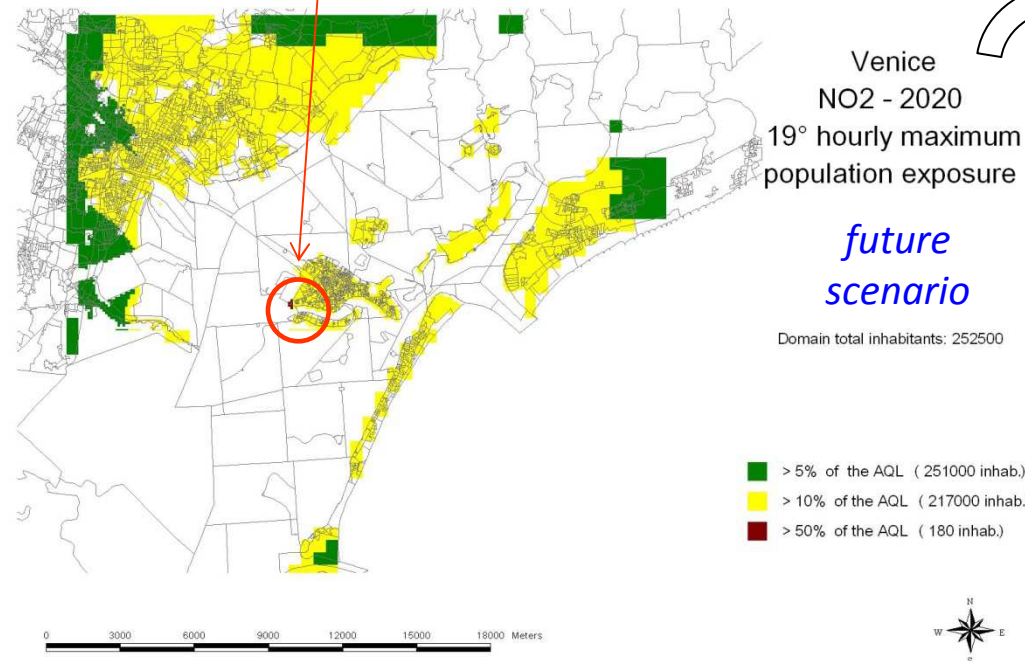 Venice
NO2 - 2020
19° hourly maximum
population exposure
future
scenario
Domain total inhabitants: 252500
> 5% of the AQL ( 251000 inhab.)
> 10% of the AQL ( 217000 inhab.
> 50% of the AQL ( 180 inhab.)
0 3000 6000 9000 12000 15000 18000 Meters
N
W E
S